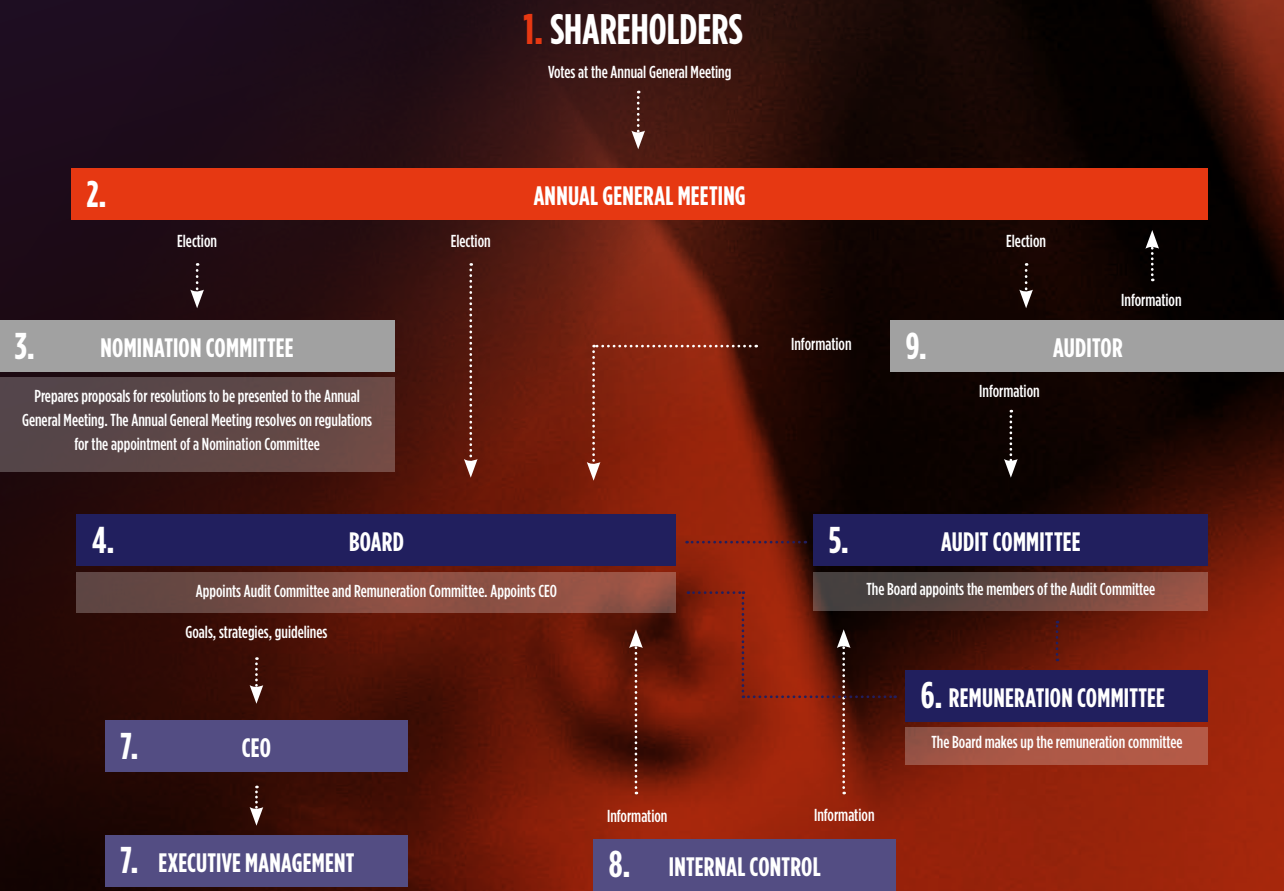 1. SHAREHOLDERS
Votes at the Annual General Meeting
2. ANNUAL GENERAL MEETING
Election
Election
Election
Information
3. NOMINATION COMMITTEE
Prepares proposals for resolutions to be presented to the Annual
General Meeting. The Annual General Meeting resolves on regulations
for the appointment of a Nomination Committee
Information
9. AUDITOR
Information
4. BOARD
Appoints Audit Committee and Remuneration Committee. Appoints CEO
Goals, strategies, guidelines
5. AUDIT COMMITTEE
The Board appoints the members of the Audit Committee
6. REMUNERATION COMMITTEE
The Board makes up the remuneration committee
7. CEO
7. EXECUTIVE MANAGEMENT
Information
Information
8. INTERNAL CONTROL